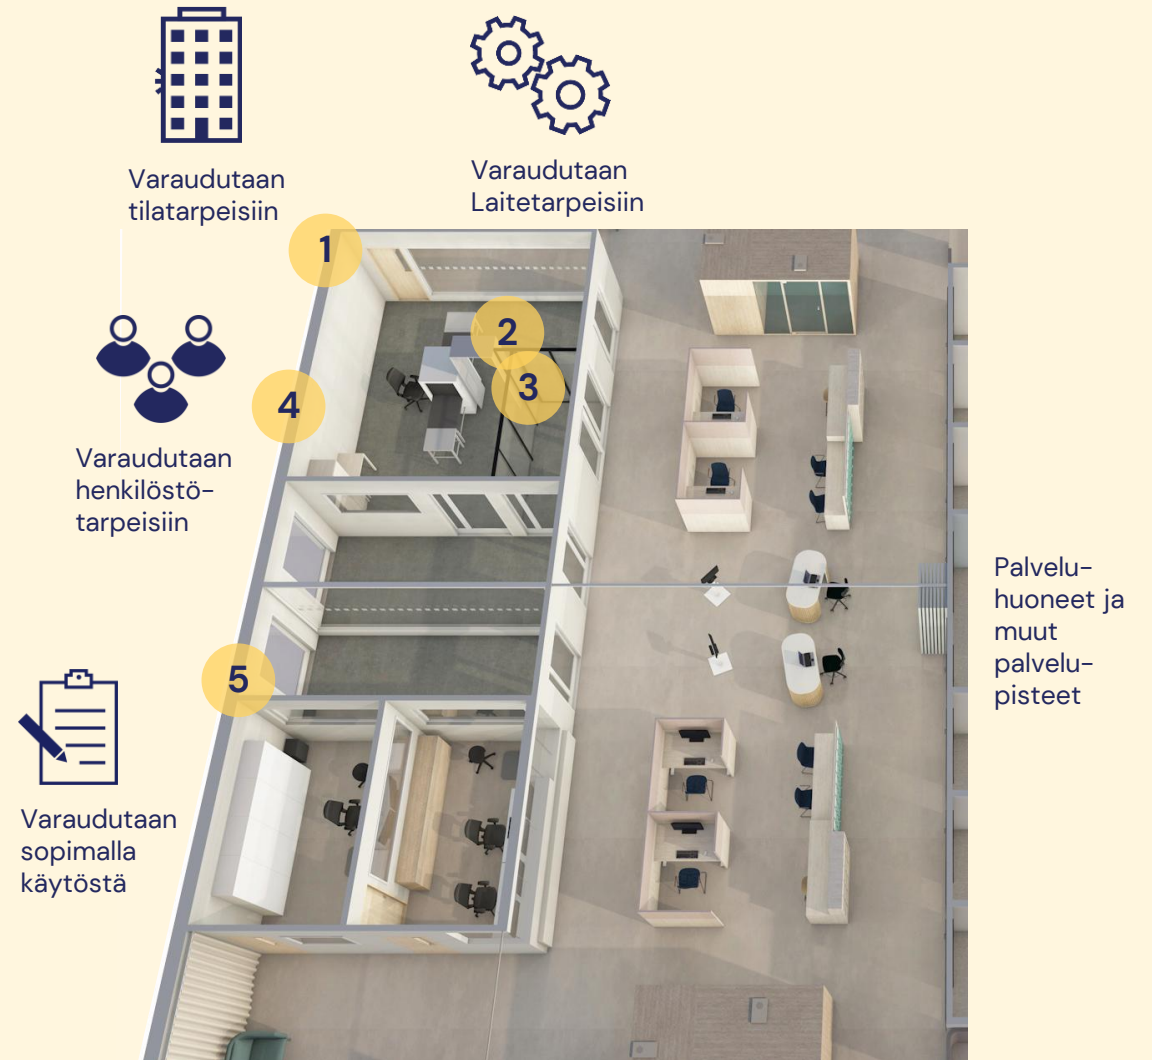 Varaudutaan
tilatarpeisiin
Varaudutaan
Laitetarpeisiin
1
2
3
4
Varaudutaan
henkilöstö-
tarpeisiin
Palvelu-
huoneet ja
muut
palvelu-
pisteet
5
Varaudutaan
sopimalla
käytöstä